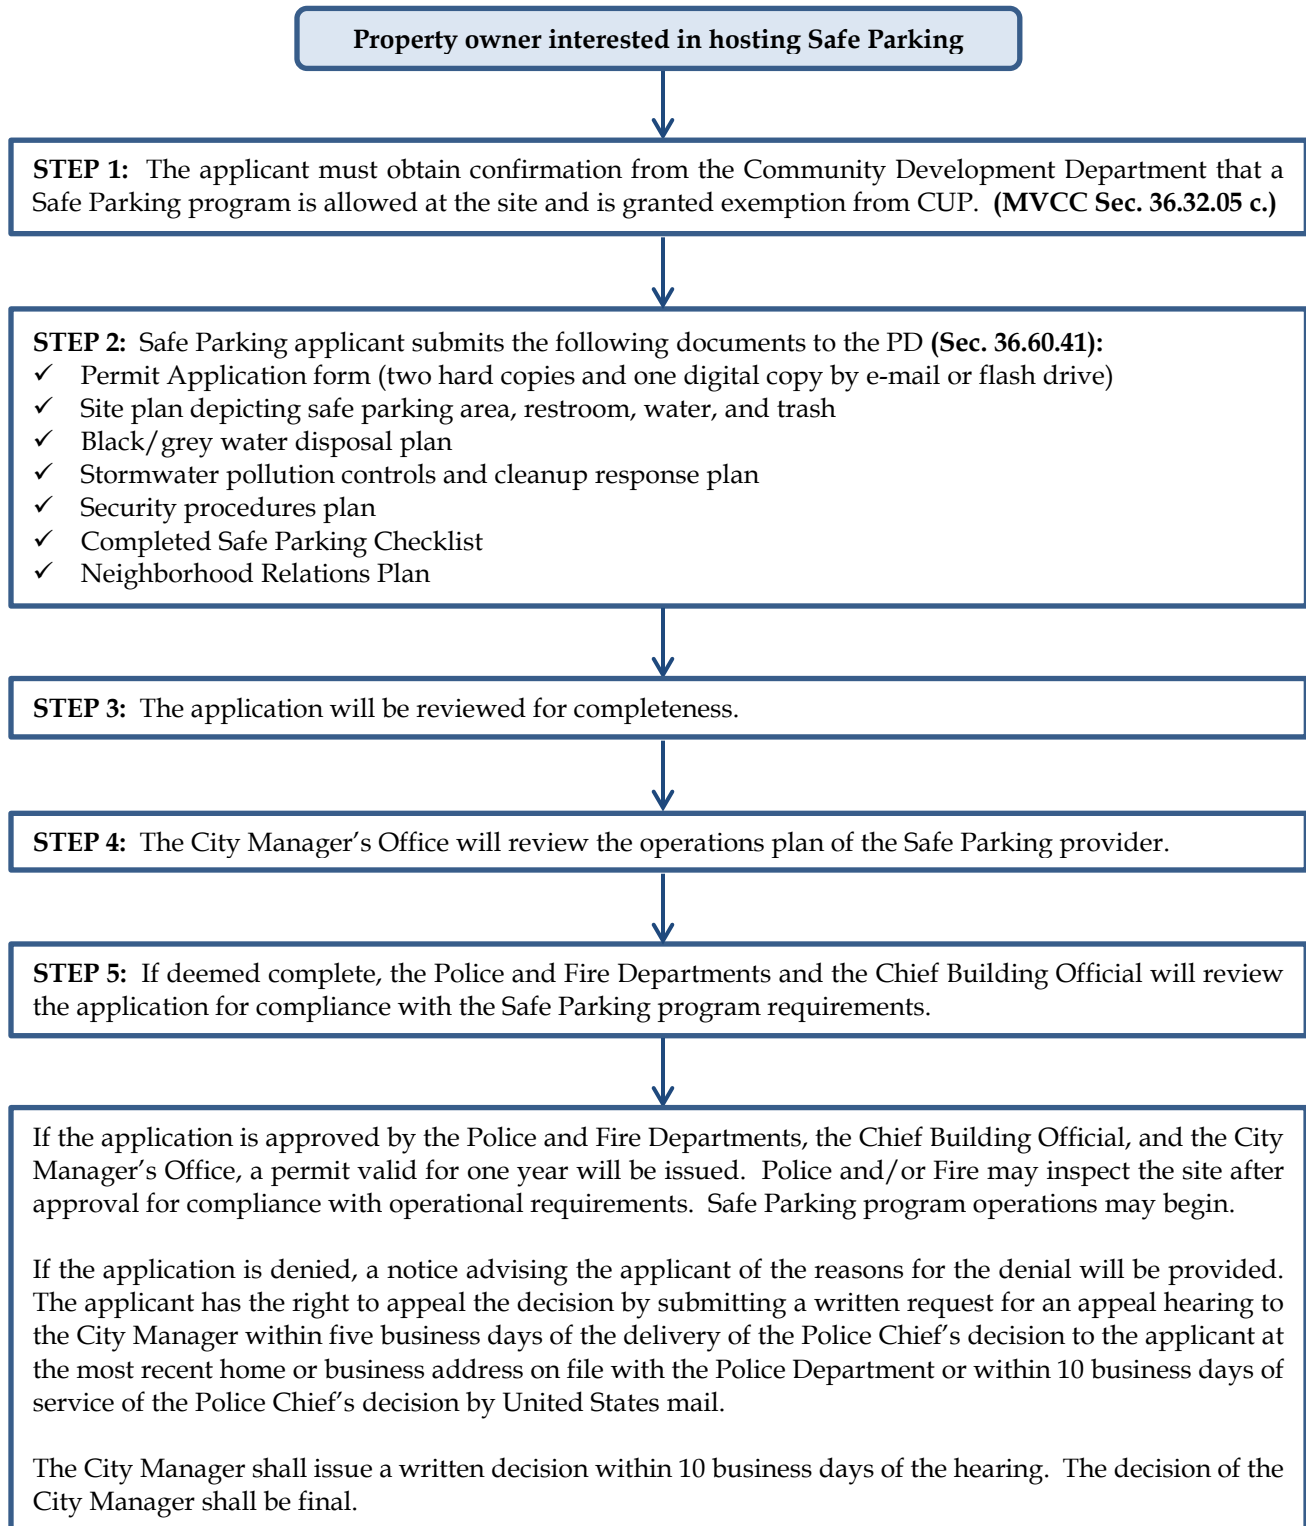 Property owner interested in hosting Safe Parking
STEP 1: The applicant must obtain confirmation from the Community Development Department that a
Safe Parking program is allowed at the site and is granted exemption from CUP. (MVCC Sec. 36.32.05 c.)
STEP 2: Safe Parking applicant submits the following documents to the PD (Sec. 36.60.41):
✓ Permit Application form (two hard copies and one digital copy by e-mail or flash drive)
✓ Site plan depicting safe parking area, restroom, water, and trash
✓ Black/grey water disposal plan
✓ Stormwater pollution controls and cleanup response plan
✓ Security procedures plan
✓ Completed Safe Parking Checklist
✓ Neighborhood Relations Plan
STEP 3: The application will be reviewed for completeness.
STEP 4: The City Manager’s Office will review the operations plan of the Safe Parking provider.
STEP 5: If deemed complete, the Police and Fire Departments and the Chief Building Official will review
the application for compliance with the Safe Parking program requirements.
If the application is approved by the Police and Fire Departments, the Chief Building Official, and the City
Manager’s Office, a permit valid for one year will be issued. Police and/or Fire may inspect the site after
approval for compliance with operational requirements. Safe Parking program operations may begin.
If the application is denied, a notice advising the applicant of the reasons for the denial will be provided.
The applicant has the right to appeal the decision by submitting a written request for an appeal hearing to
the City Manager within five business days of the delivery of the Police Chief’s decision to the applicant at
the most recent home or business address on file with the Police Department or within 10 business days of
service of the Police Chief’s decision by United States mail.
The City Manager shall issue a written decision within 10 business days of the hearing. The decision of the
City Manager shall be final.